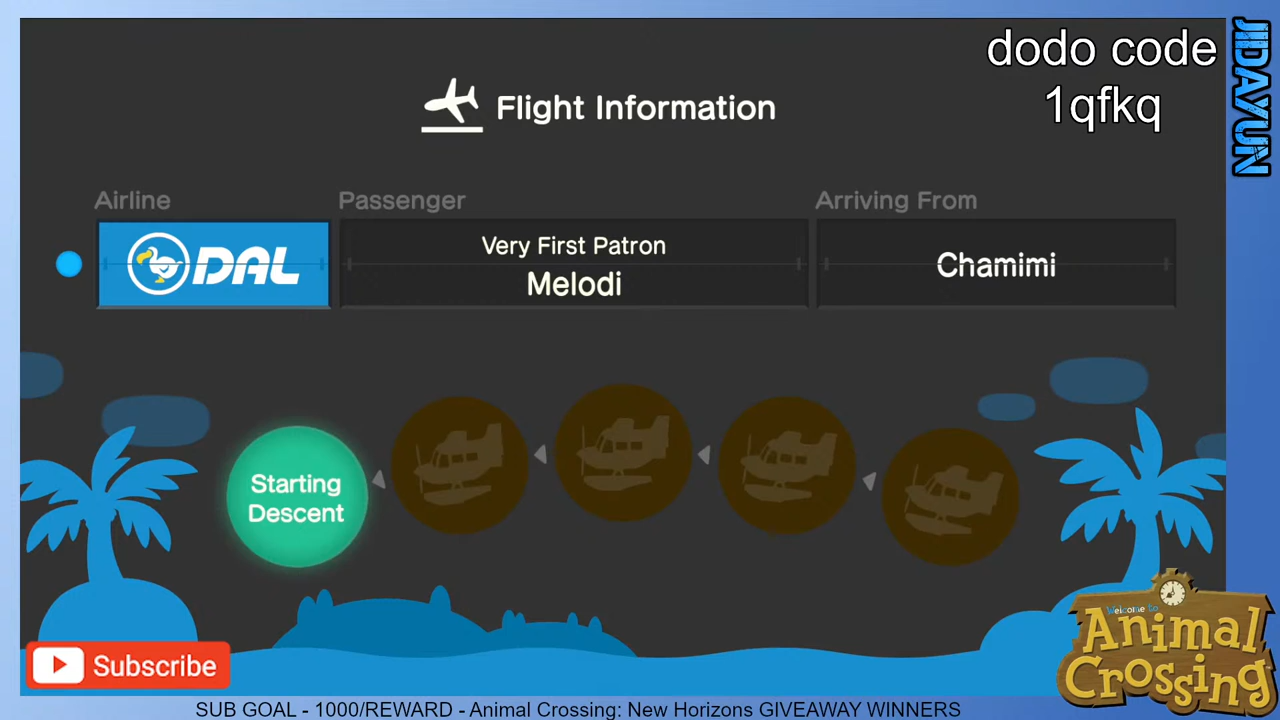 dodo code
1qfkq
JIDAVUN
Flight Information
Airline
Passenger
Arriving From
DAL
Very First Patron
Melodi
Chamimi
Starting
Descent
Subscribe
Welcome to
Animal
Crossing
SUB GOAL - 1000/REWARD - Animal Crossing: New Horizons GIVEAWAY WINNERS